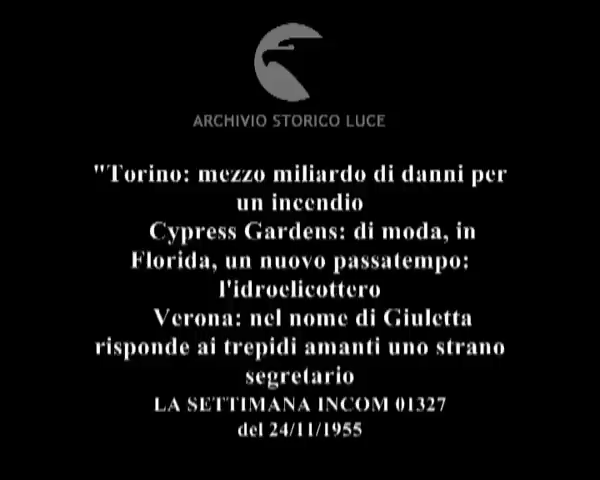 ARCHIVIO STORICO LUCE
"Torino: mezzo miliardo di danni per
un incendio
Cypress Gardens: di moda, in
Florida, un nuovo passatempo:
l'idroelicottero
Verona: nel nome di Giuletta
risponde ai trepidi amanti uno strano
segretario
LA SETTIMANA INCOM 01327
del 24/11/1955